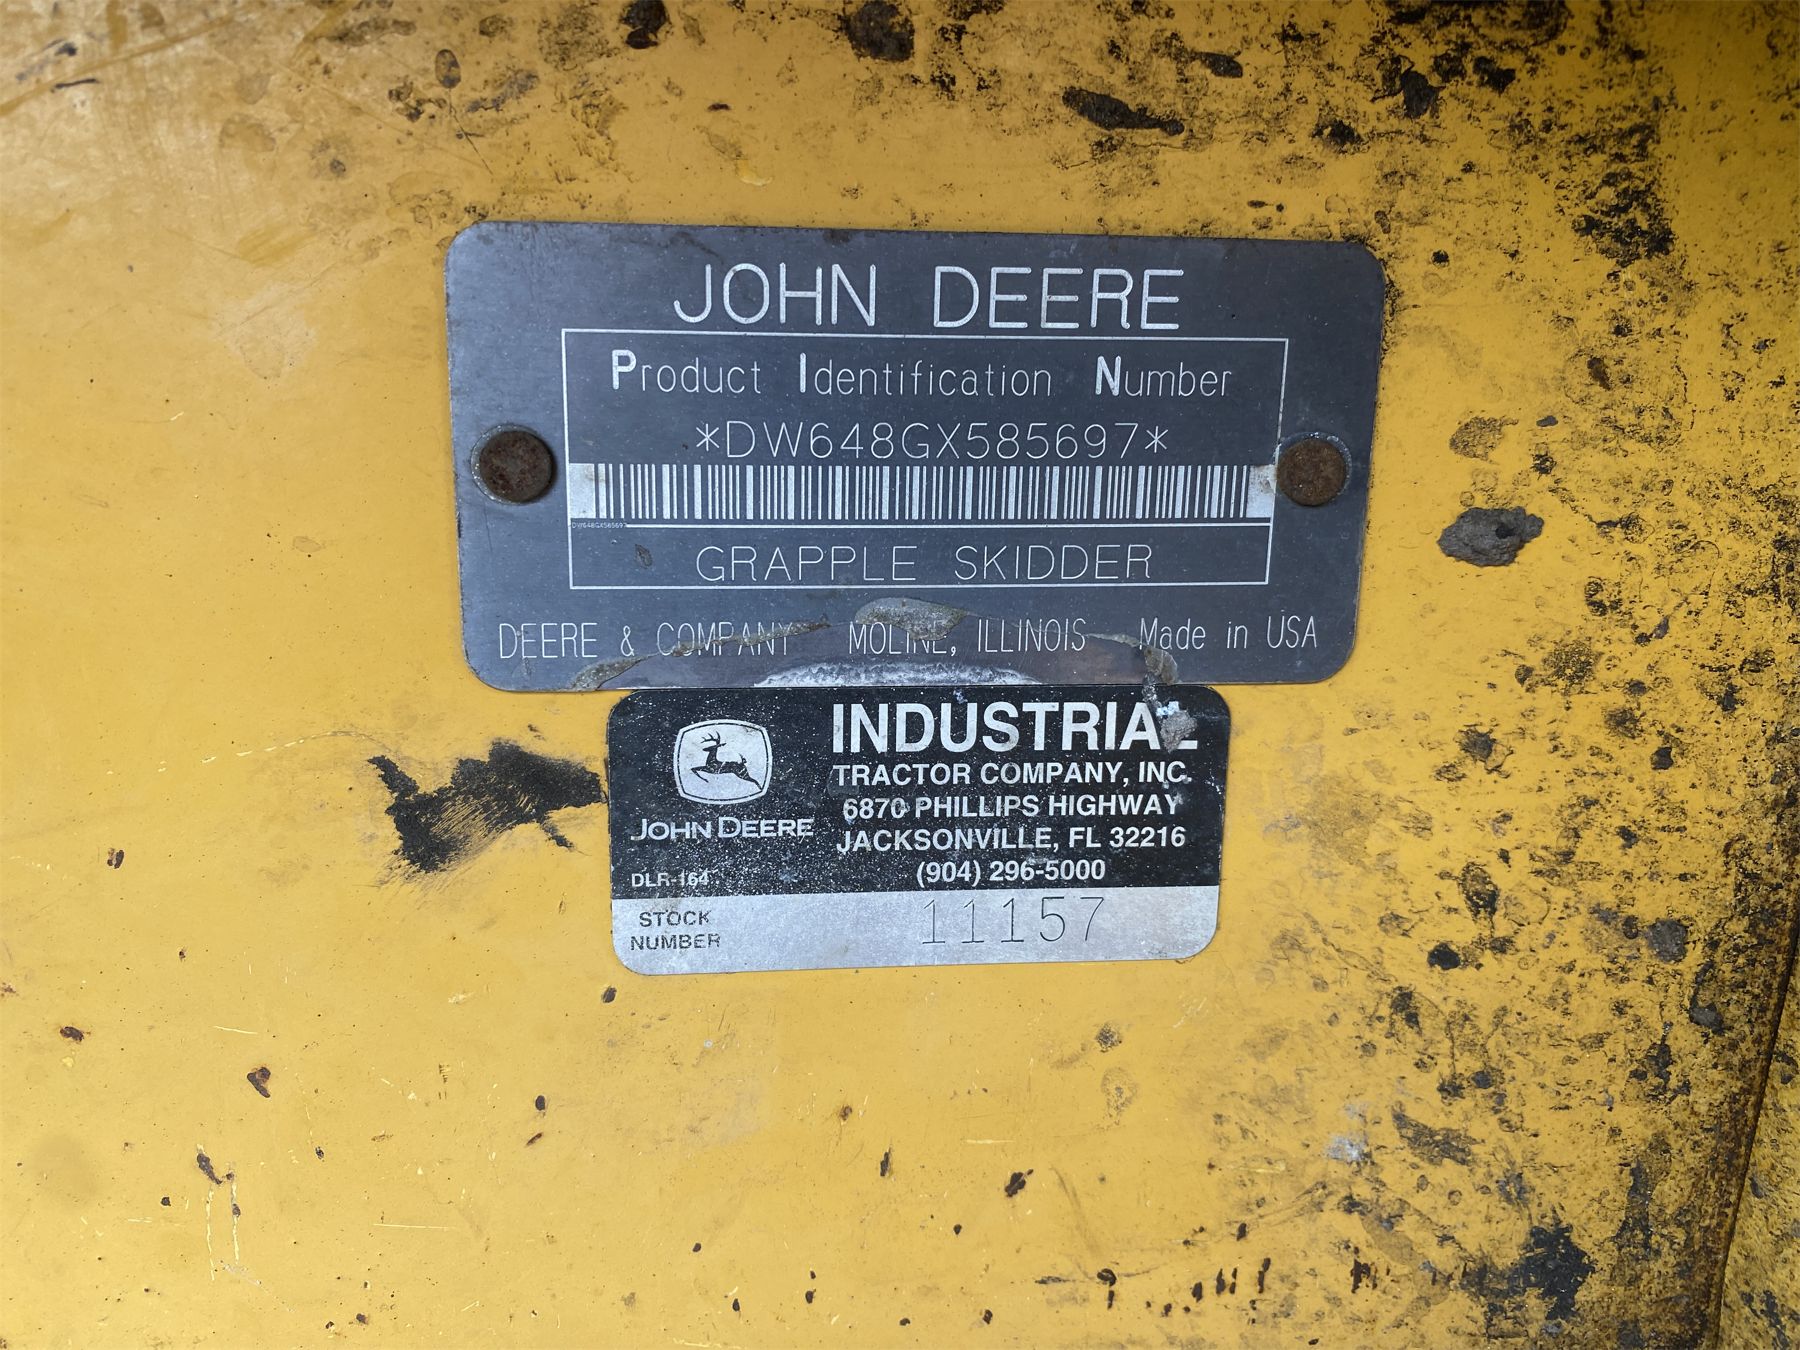 JOHN DEERE
Product Identification Number
*DW648GX585697*
DW648GX585697
GRAPPLE SKIDDER
DEERE & COMPANY MOLINE, ILLINOIS Made in USA
INDUSTRIAL
TRACTOR COMPANY, INC.
6870 PHILLIPS HIGHWAY
JACKSONVILLE, FL 32216
(904) 296-5000
JOHN DEERE
DLR-164
STOCK
NUMBER
11157